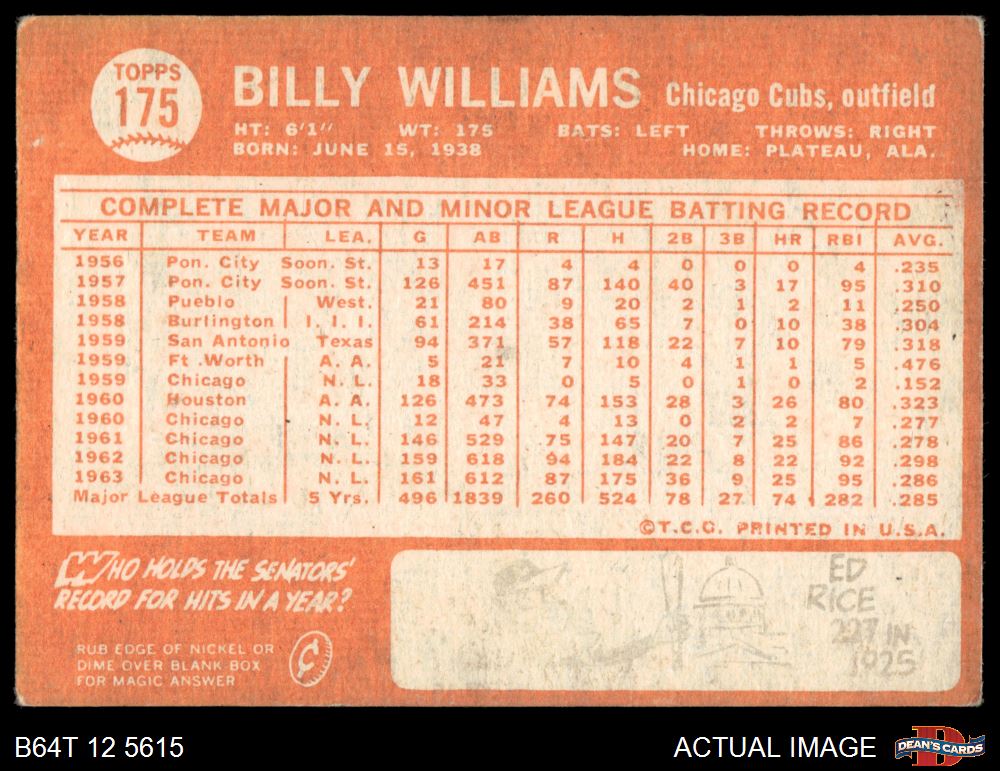 TOPPS
175
BILLY WILLIAMS Chicago Cubs, outfield
HT: 6'1" WT: 175 BATS: LEFT THROWS: RIGHT
BORN: JUNE 15, 1938 HOME: PLATEAU, ALA.
COMPLETE MAJOR AND MINOR LEAGUE BATTING RECORD
YEAR TEAM LEA. G AB R H 2B 3B HR RBI AVG.
1956 Pon. City Soon. St. 13 17 4 4 0 0 0 4 .235
1957 Pon. City Soon. St. 126 451 87 140 40 3 17 95 .310
1958 Pueblo West. 21 80 9 20 2 1 2 11 .250
1958 Burlington I. I. I. 61 214 38 65 7 0 10 38 .304
1959 San Antonio Texas 94 371 57 118 22 7 10 79 .318
1959 Ft .Worth A. A. 5 21 7 10 4 1 1 5 .476
1959 Chicago N. L. 18 33 0 5 0 1 0 2 .152
1960 Houston A. A. 126 473 74 153 28 3 26 80 .323
1960 Chicago N. L. 12 47 4 13 0 2 2 7 .277
1961 Chicago N. L. 146 529 75 147 20 7 25 86 .278
1962 Chicago N. L. 159 618 94 184 22 8 22 92 .298
1963 Chicago N. L. 161 612 87 175 36 9 25 95 .286
Major League Totals 5 Yrs. 496 1839 260 524 78 27 74 282 .285
©T.C.G. PRINTED IN U.S.A.
WHO HOLDS THE SENATORS'
RECORD FOR HITS IN A YEAR?
RUB EDGE OF NICKEL OR
DIME OVER BLANK BOX
FOR MAGIC ANSWER
ED
RICE
227 IN
1925
B64T 12 5615
ACTUAL IMAGE
D
DEAN'S CARDS